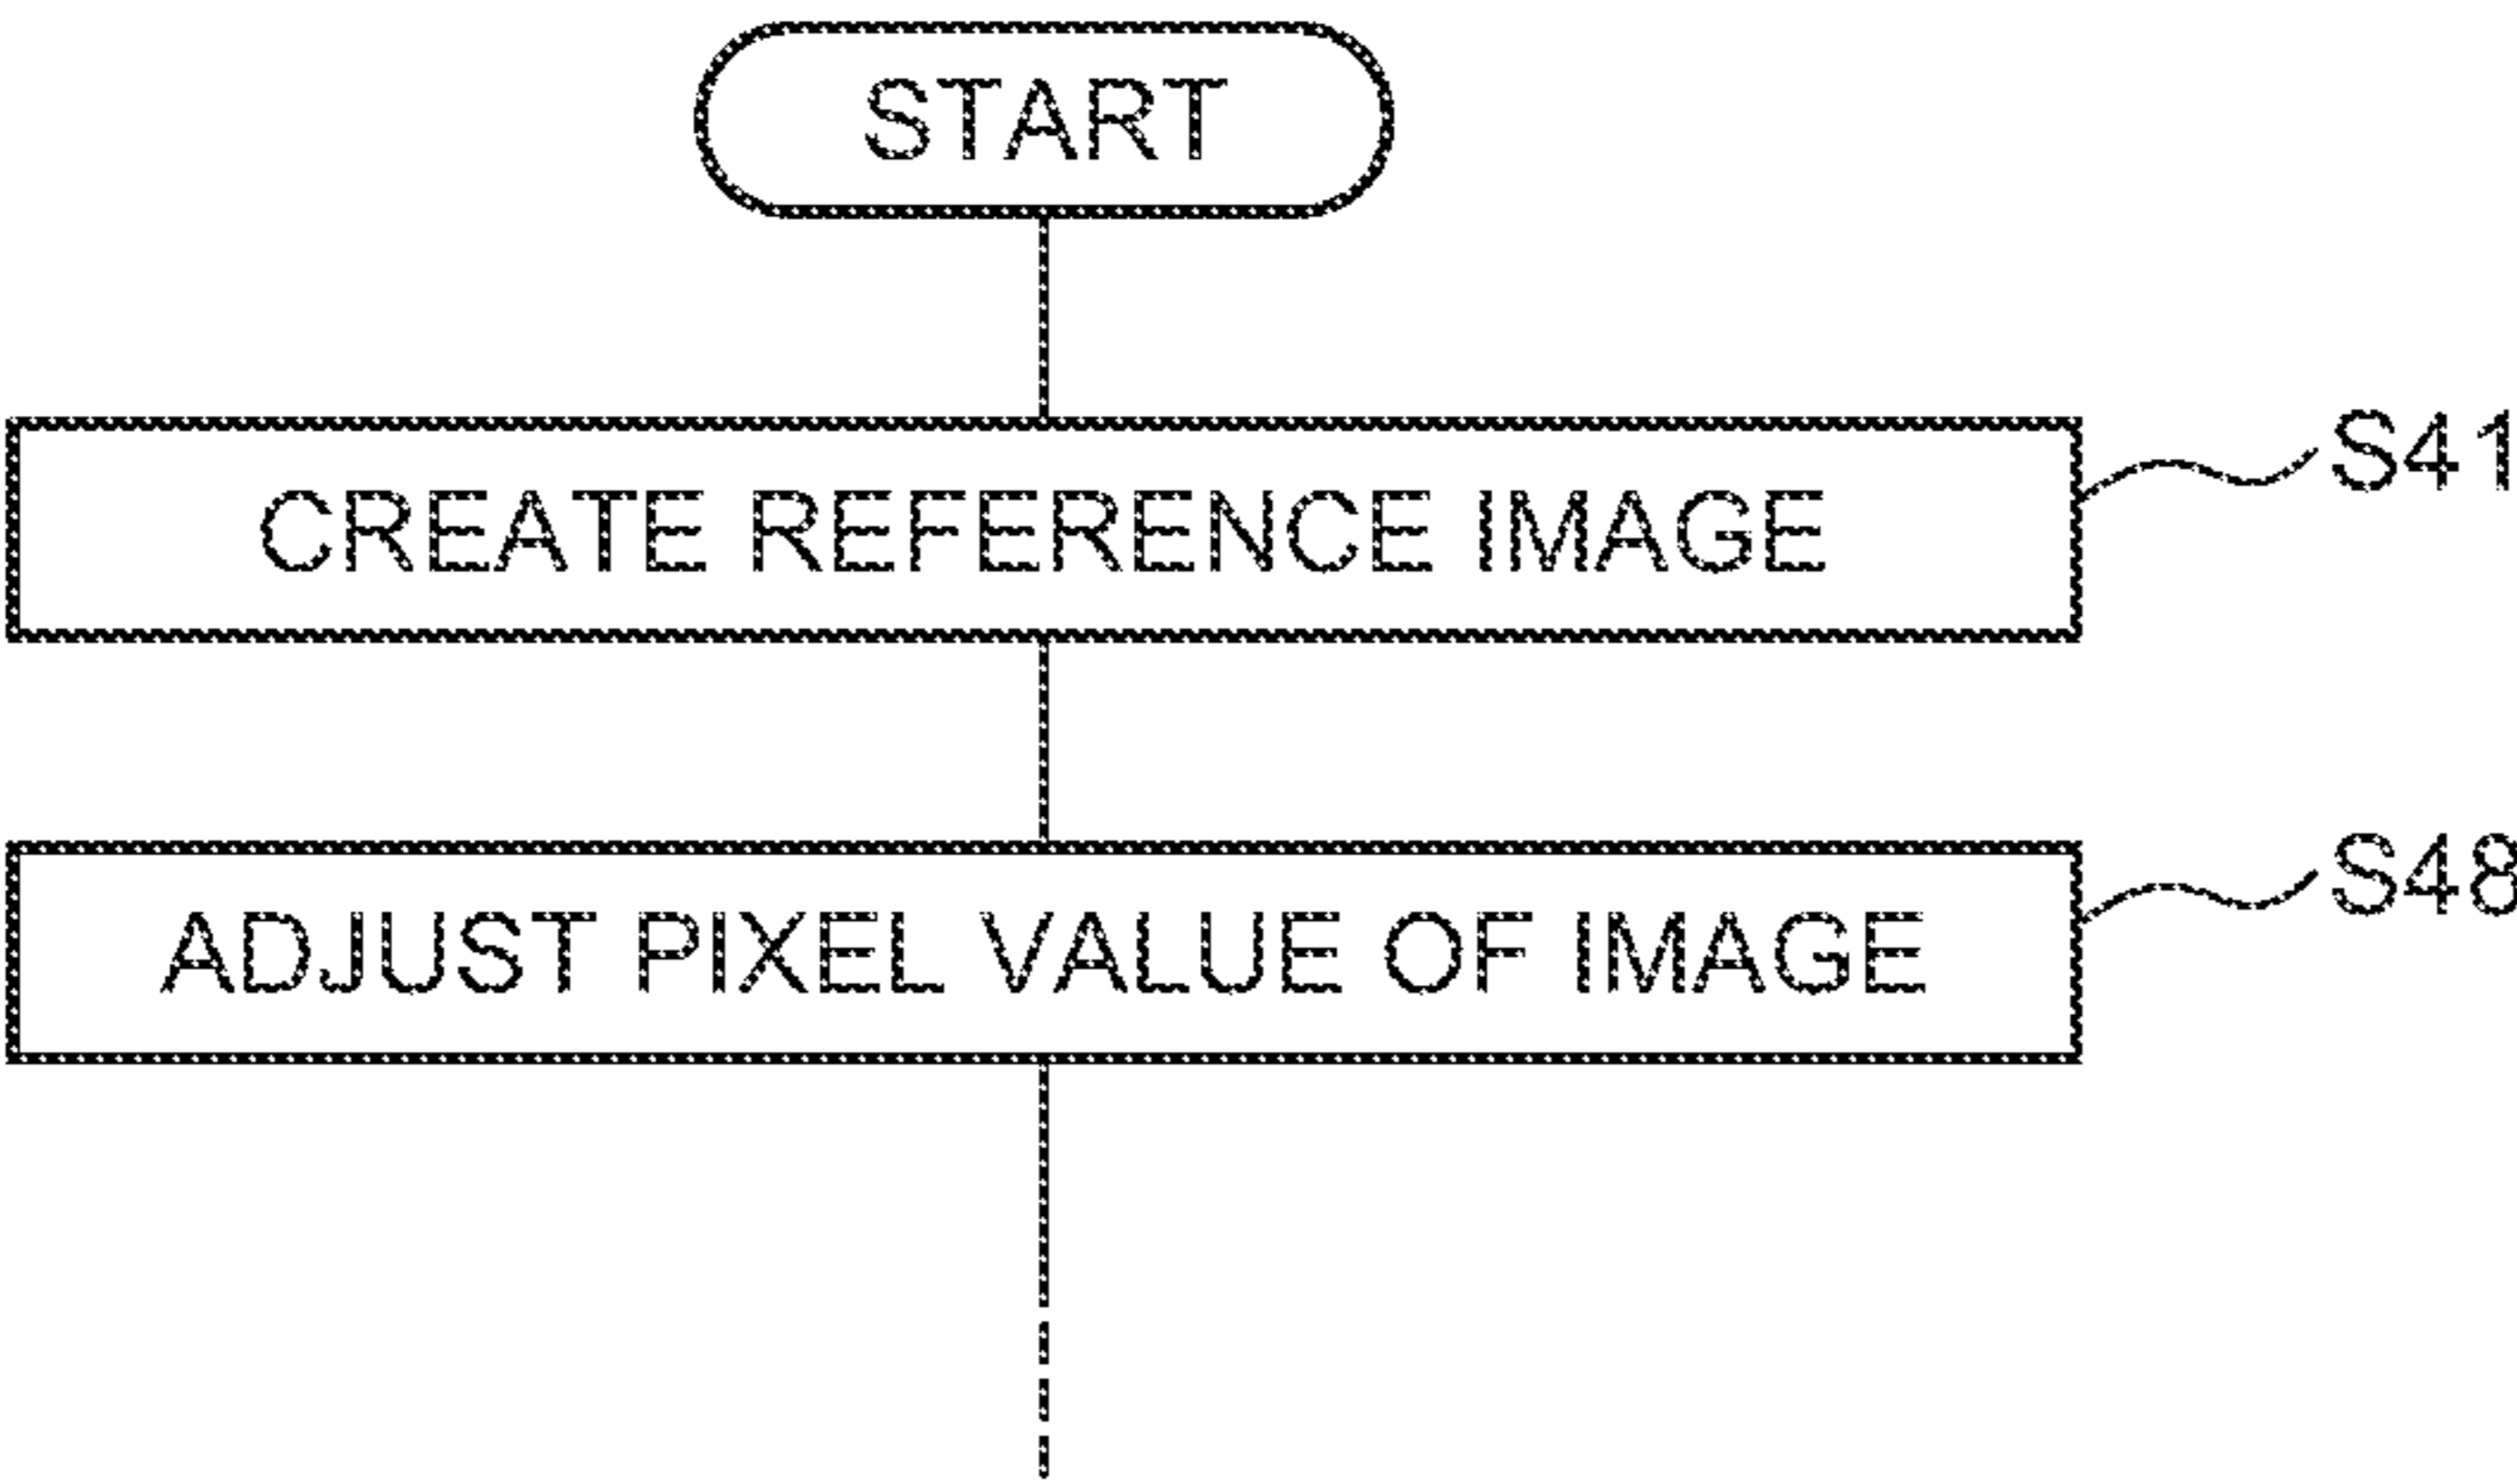 START
CREATE REFERENCE IMAGE
S41
ADJUST PIXEL VALUE OF IMAGE
S48